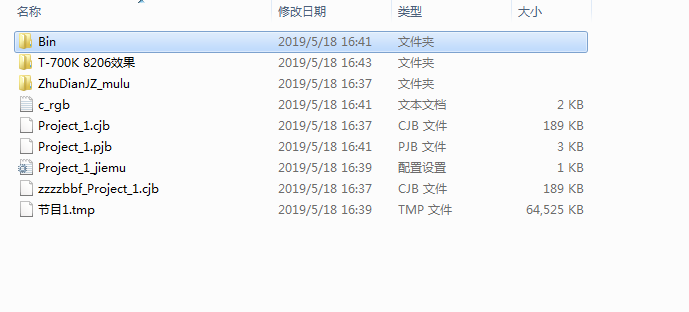 名称 修改日期 类型 大小
Bin 2019/5/18 16:41 文件夹
T-700K 8206效果 2019/5/18 16:43 文件夹
ZhuDianJZ_mulu 2019/5/18 16:37 文件夹
c_rgb 2019/5/18 16:41 文本文档 2 KB
Project_1.cjb 2019/5/18 16:37 CJB 文件 189 KB
Project_1.pjb 2019/5/18 16:41 PJB 文件 3 KB
Project_1_jiemu 2019/5/18 16:39 配置设置 1 KB
zzzzbbf_Project_1.cjb 2019/5/18 16:37 CJB 文件 189 KB
节目1.tmp 2019/5/18 16:39 TMP 文件 64,525 KB